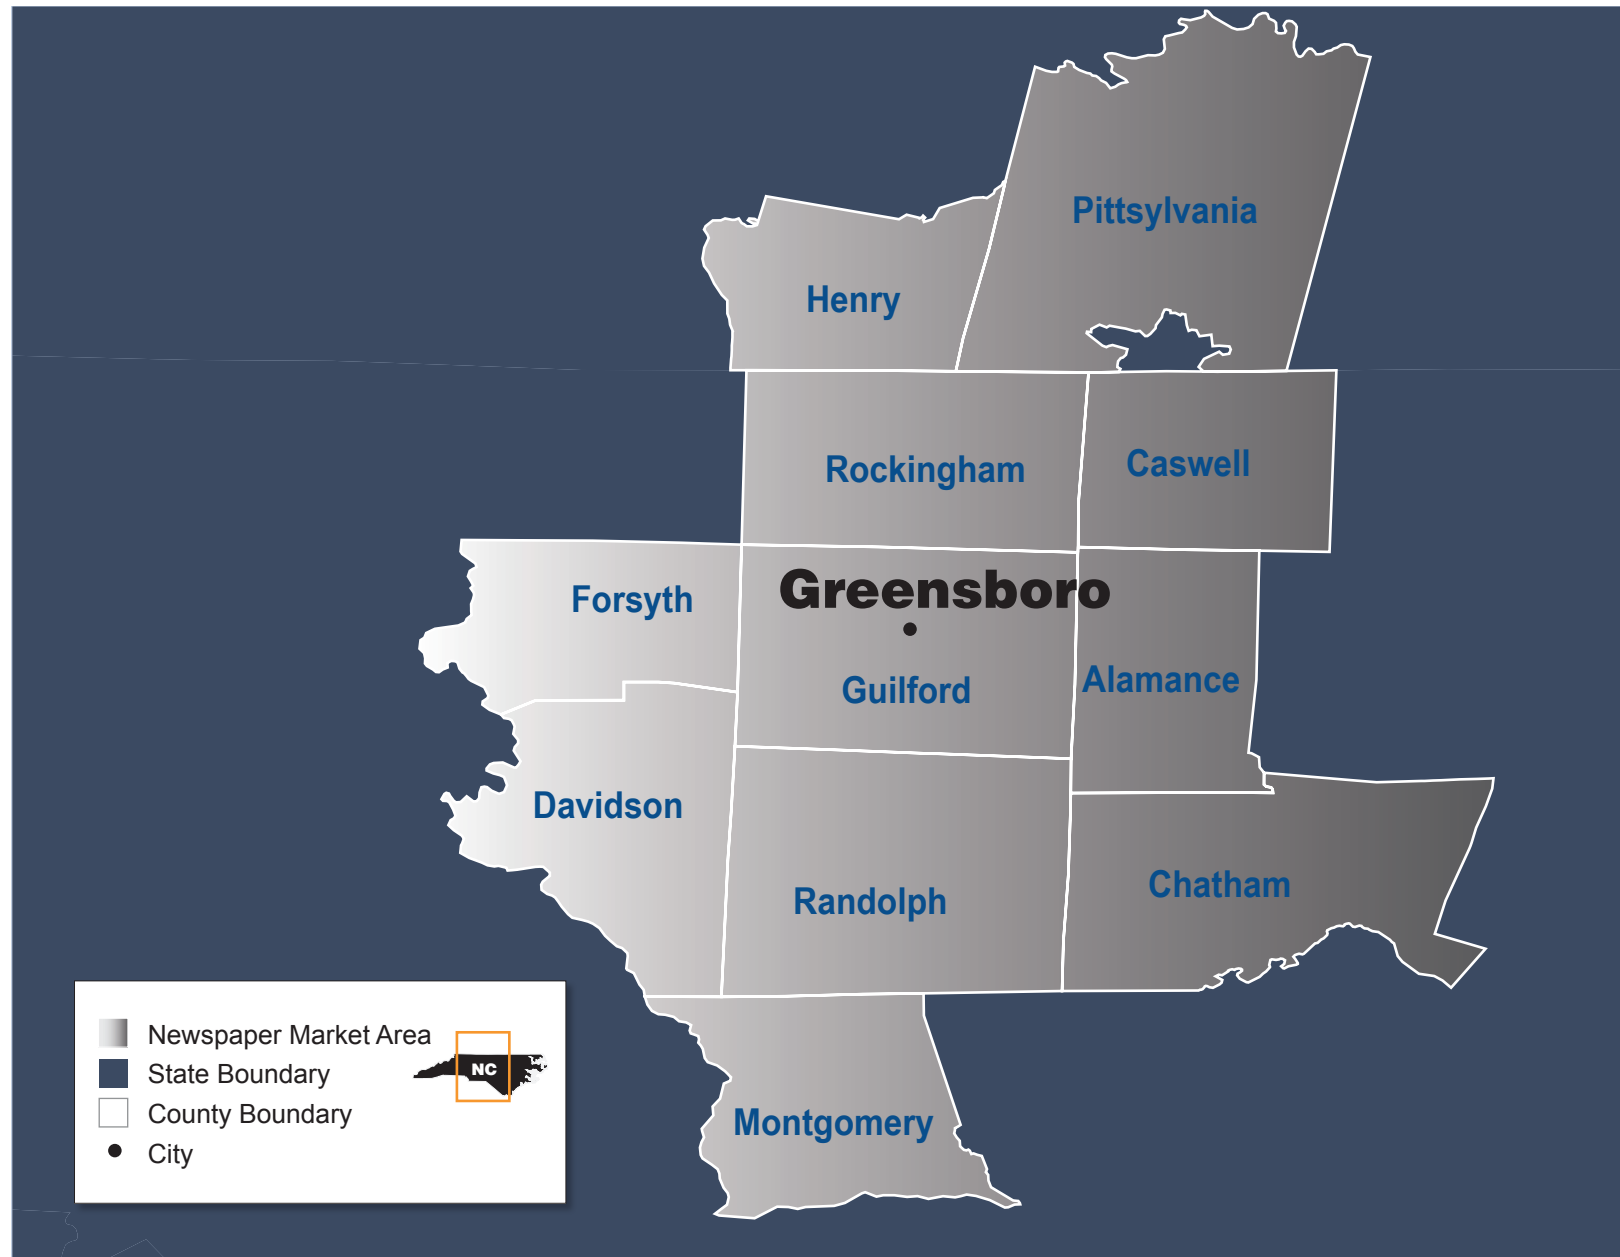 Pittsylvania
Henry
Rockingham
Caswell
Greensboro
Forsyth
Guilford
Alamance
Davidson
Randolph
Chatham
Montgomery
Newspaper Market Area
State Boundary
County Boundary
City
NC